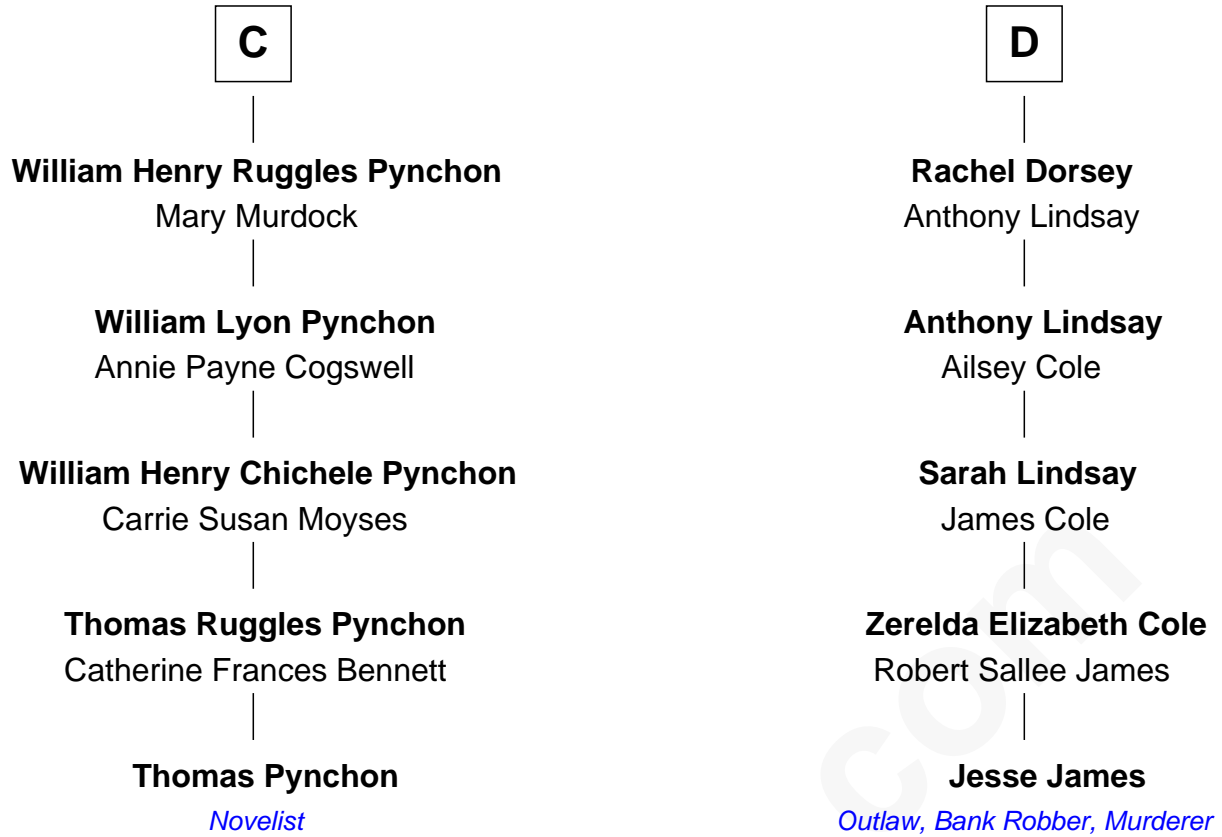 C
William Henry Ruggles Pynchon
Mary Murdock
William Lyon Pynchon
Annie Payne Cogswell
William Henry Chichele Pynchon
Carrie Susan Moyses
Thomas Ruggles Pynchon
Catherine Frances Bennett
Thomas Pynchon
Novelist
D
Rachel Dorsey
Anthony Lindsay
Anthony Lindsay
Ailsey Cole
Sarah Lindsay
James Cole
Zerelda Elizabeth Cole
Robert Sallee James
Jesse James
Outlaw, Bank Robber, Murderer
com